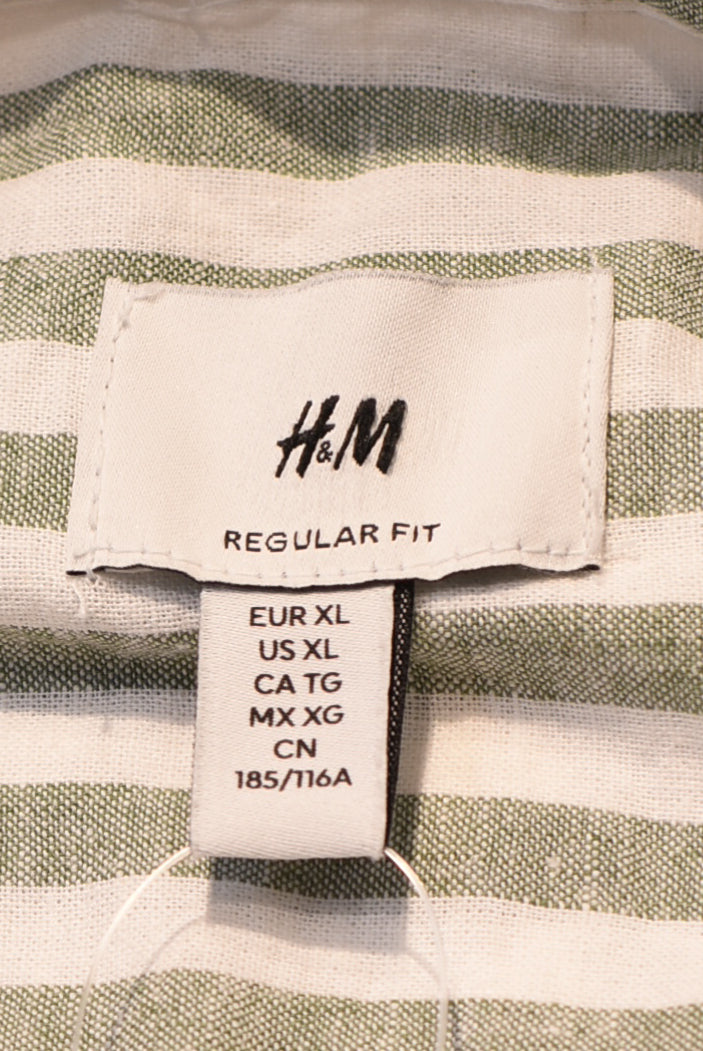 H&M
REGULAR FIT
EUR XL
US XL
CA TG
MX XG
CN
185/116A